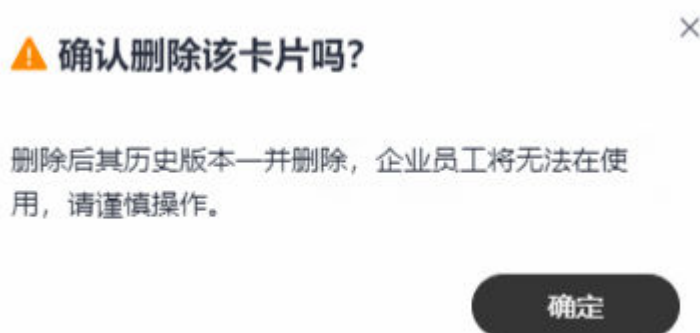 确认删除该卡片吗？
删除后其历史版本一并删除，企业员工将无法在使
用，请谨慎操作。
确定